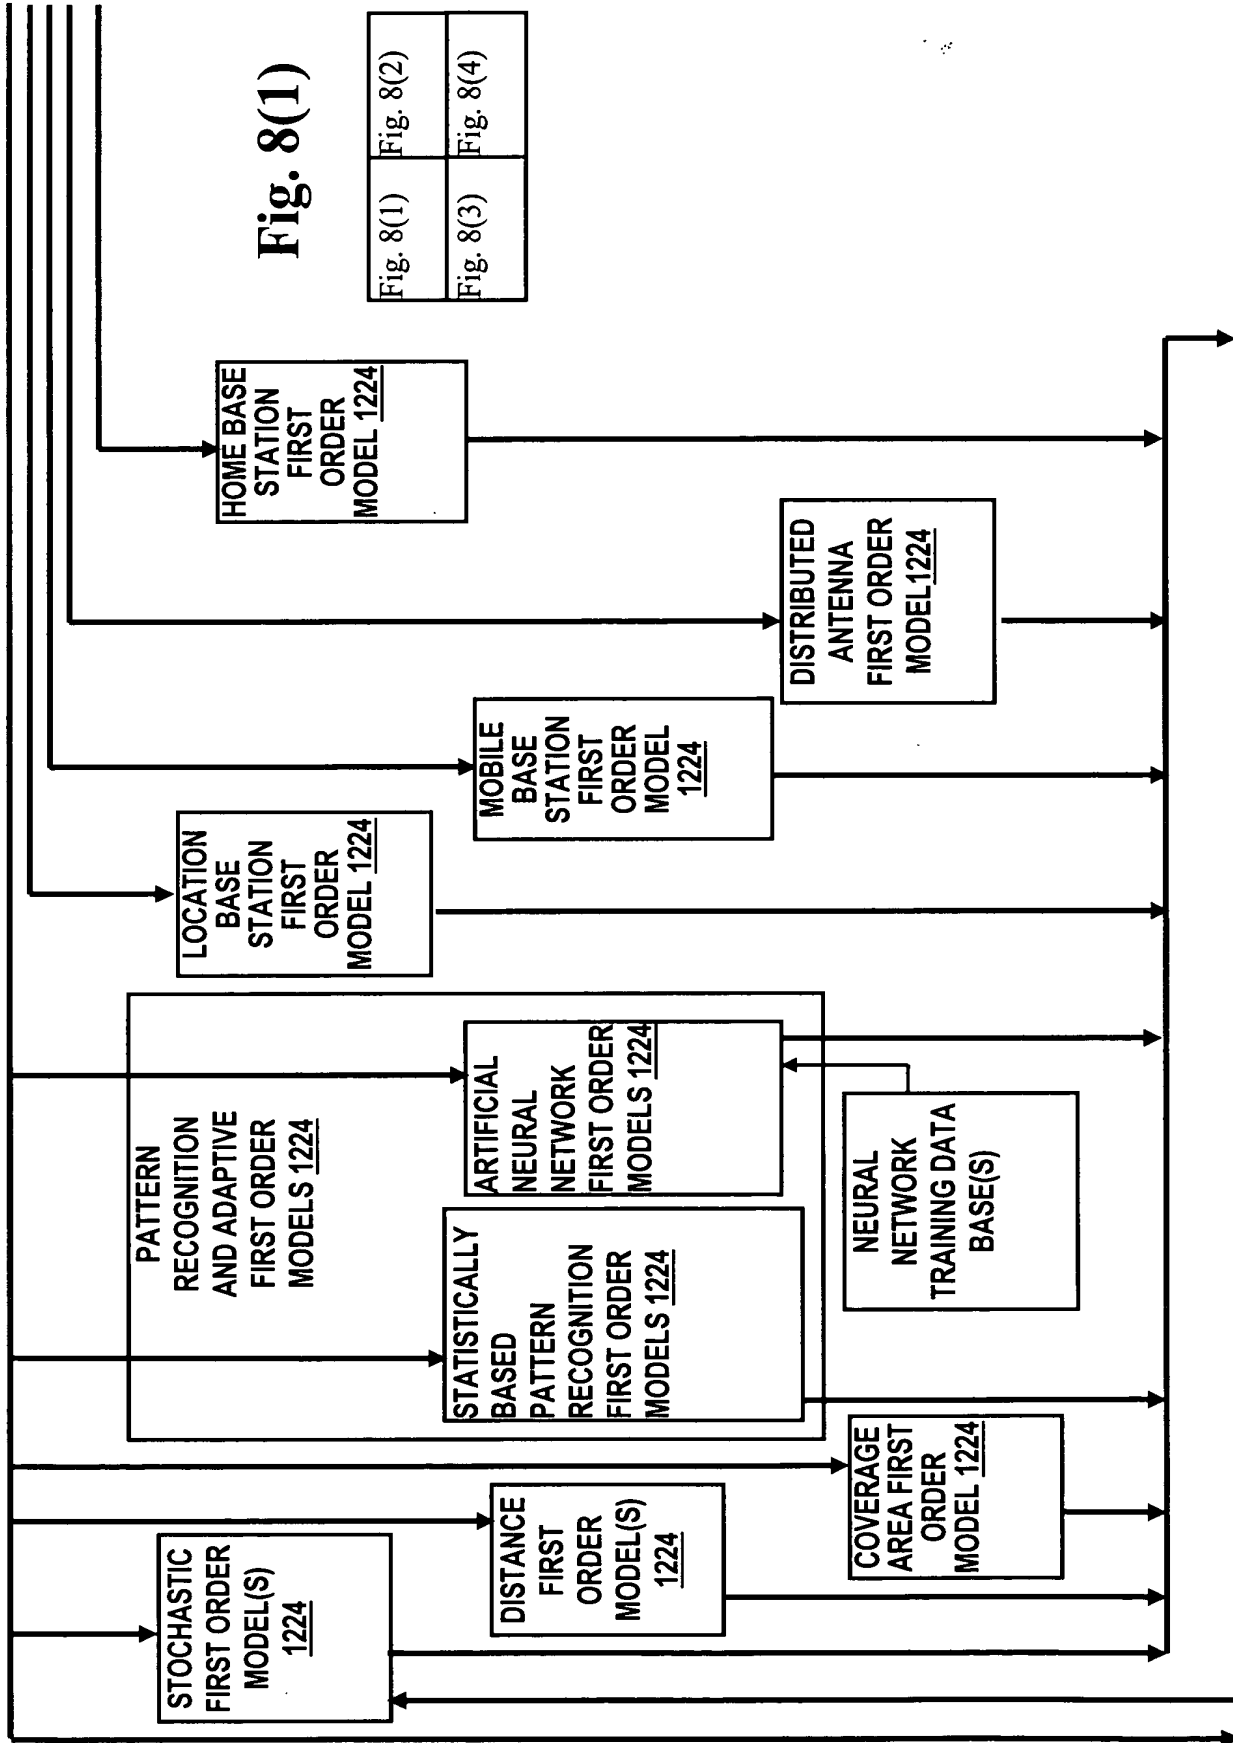 Fig. 8(1)
Fig. 8(1)
Fig. 8(2)
Fig. 8(3)
Fig. 8(4)
STOCHASTIC
FIRST ORDER
MODEL(S)
1224
DISTANCE
FIRST
ORDER
MODEL(S)
1224
COVERAGE
AREA FIRST
ORDER
MODEL 1224
PATTERN
RECOGNITION
AND ADAPTIVE
FIRST ORDER
MODELS 1224
STATISTICALLY
BASED
PATTERN
RECOGNITION
FIRST ORDER
MODELS 1224
ARTIFICIAL
NEURAL
NETWORK
FIRST ORDER
MODELS 1224
NEURAL
NETWORK
TRAINING DATA
BASE(S)
LOCATION
BASE
STATION
FIRST
ORDER
MODEL 1224
MOBILE
BASE
STATION
FIRST
ORDER
MODEL
1224
DISTRIBUTED
ANTENNA
FIRST ORDER
MODEL1224
HOME BASE
STATION
FIRST
ORDER
MODEL 1224